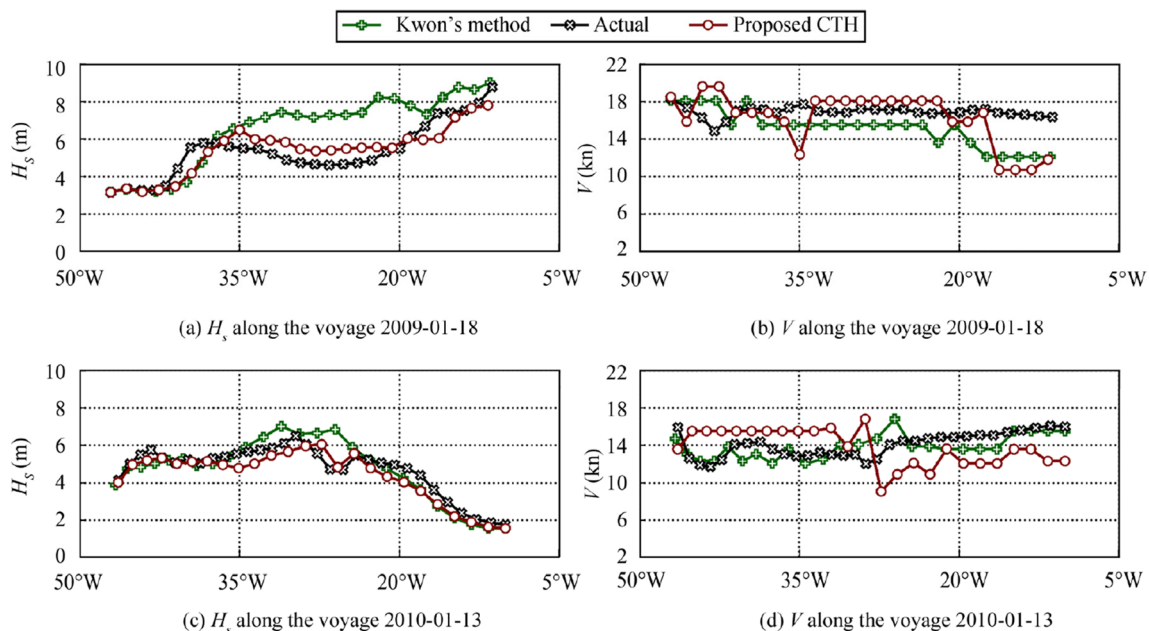 Kwon's method Actual Proposed CTH
10
8
6
4
2
0
H_s (m)
50°W 35°W 20°W 5°W
(a) H_s along the voyage 2009-01-18
22
18
14
10
6
2
V (kn)
50°W 35°W 20°W 5°W
(b) V along the voyage 2009-01-18
10
8
6
4
2
0
H_s (m)
50°W 35°W 20°W 5°W
(c) H_s along the voyage 2010-01-13
22
18
14
10
6
2
V (kn)
50°W 35°W 20°W 5°W
(d) V along the voyage 2010-01-13